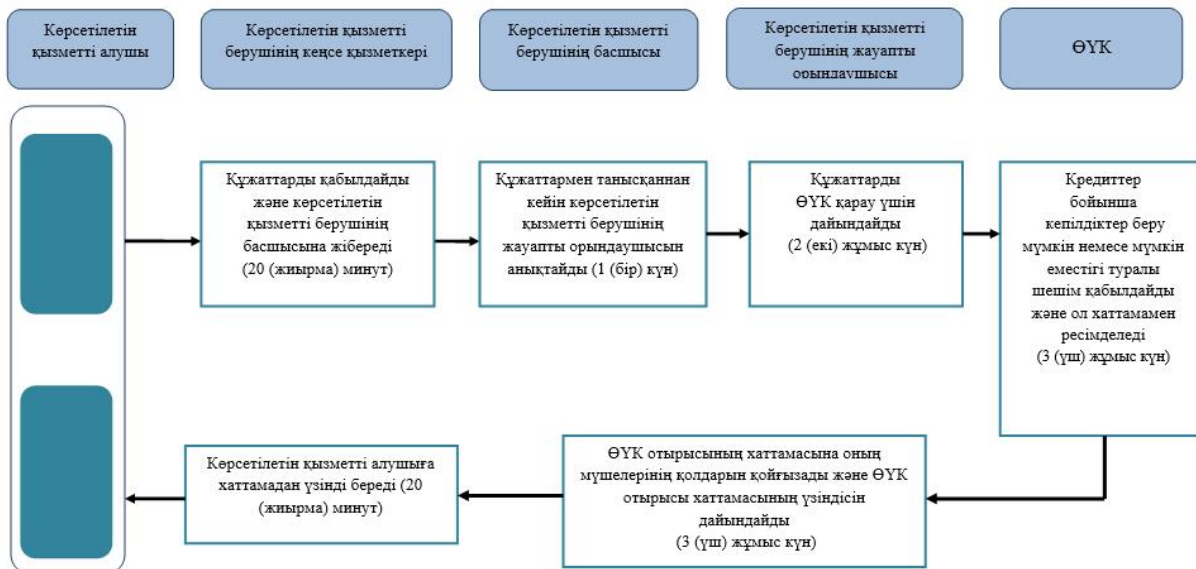 Көрсетілетін
қызметті алушы
Көрсетілетін қызметті
берушінің кеңсе қызметкері
Көрсетілетін қызметті
берушінің басшысы
Көрсетілетін қызметті
берушінің жауапты
орындаушысы
ӨҮК
Құжаттарды қабылдайды
және көрсетілетін
қызметті берушінің
басшысына жібереді
(20 (жиырма) минут)
Құжаттармен танысқаннан
кейін көрсетілетін
қызметті берушінің
жауапты орындаушысын
анықтайды (1 (бір) күн)
Құжаттарды
ӨҮК қарау үшін
дайындайды
(2 (екі) жұмыс күн)
Кредиттер
бойынша
кепілдіктер беру
мүмкін немесе мүмкін
еместігі туралы
шешім қабылдайды
және ол хаттамамен
ресімделеді
(3 (үш) жұмыс күн)
Көрсетілетін қызметті алушыға
хаттамадан үзінді береді (20
(жиырма) минут)
ӨҮК отырысының хаттамасына оның
мүшелерінің қолдарын қойғызады және ӨҮК
отырысы хаттамасының үзіндісін
дайындайды
(3 (үш) жұмыс күн)